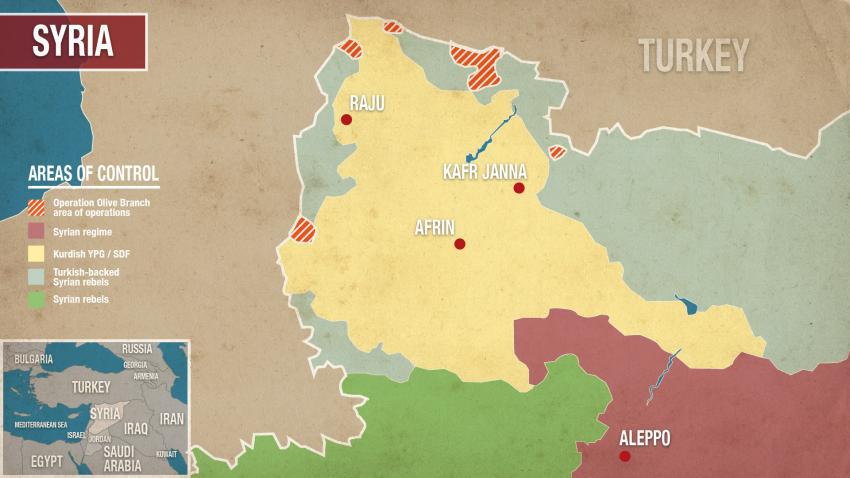 SYRIA
TURKEY
RAJU
KAFR JANNA
AFRIN
ALEPPO
AREAS OF CONTROL
Operation Olive Branch
area of operations
Syrian regime
Kurdish YPG / SDF
Turkish-backed
Syrian rebels
Syrian rebels
RUSSIA
BULGARIA
GEORGIA
ARMENIA
TURKEY
SYRIA
MEDITERRANEAN SEA
IRAQ
IRAN
ISRAEL
JORDAN
KUWAIT
EGYPT
SAUDI
ARABIA